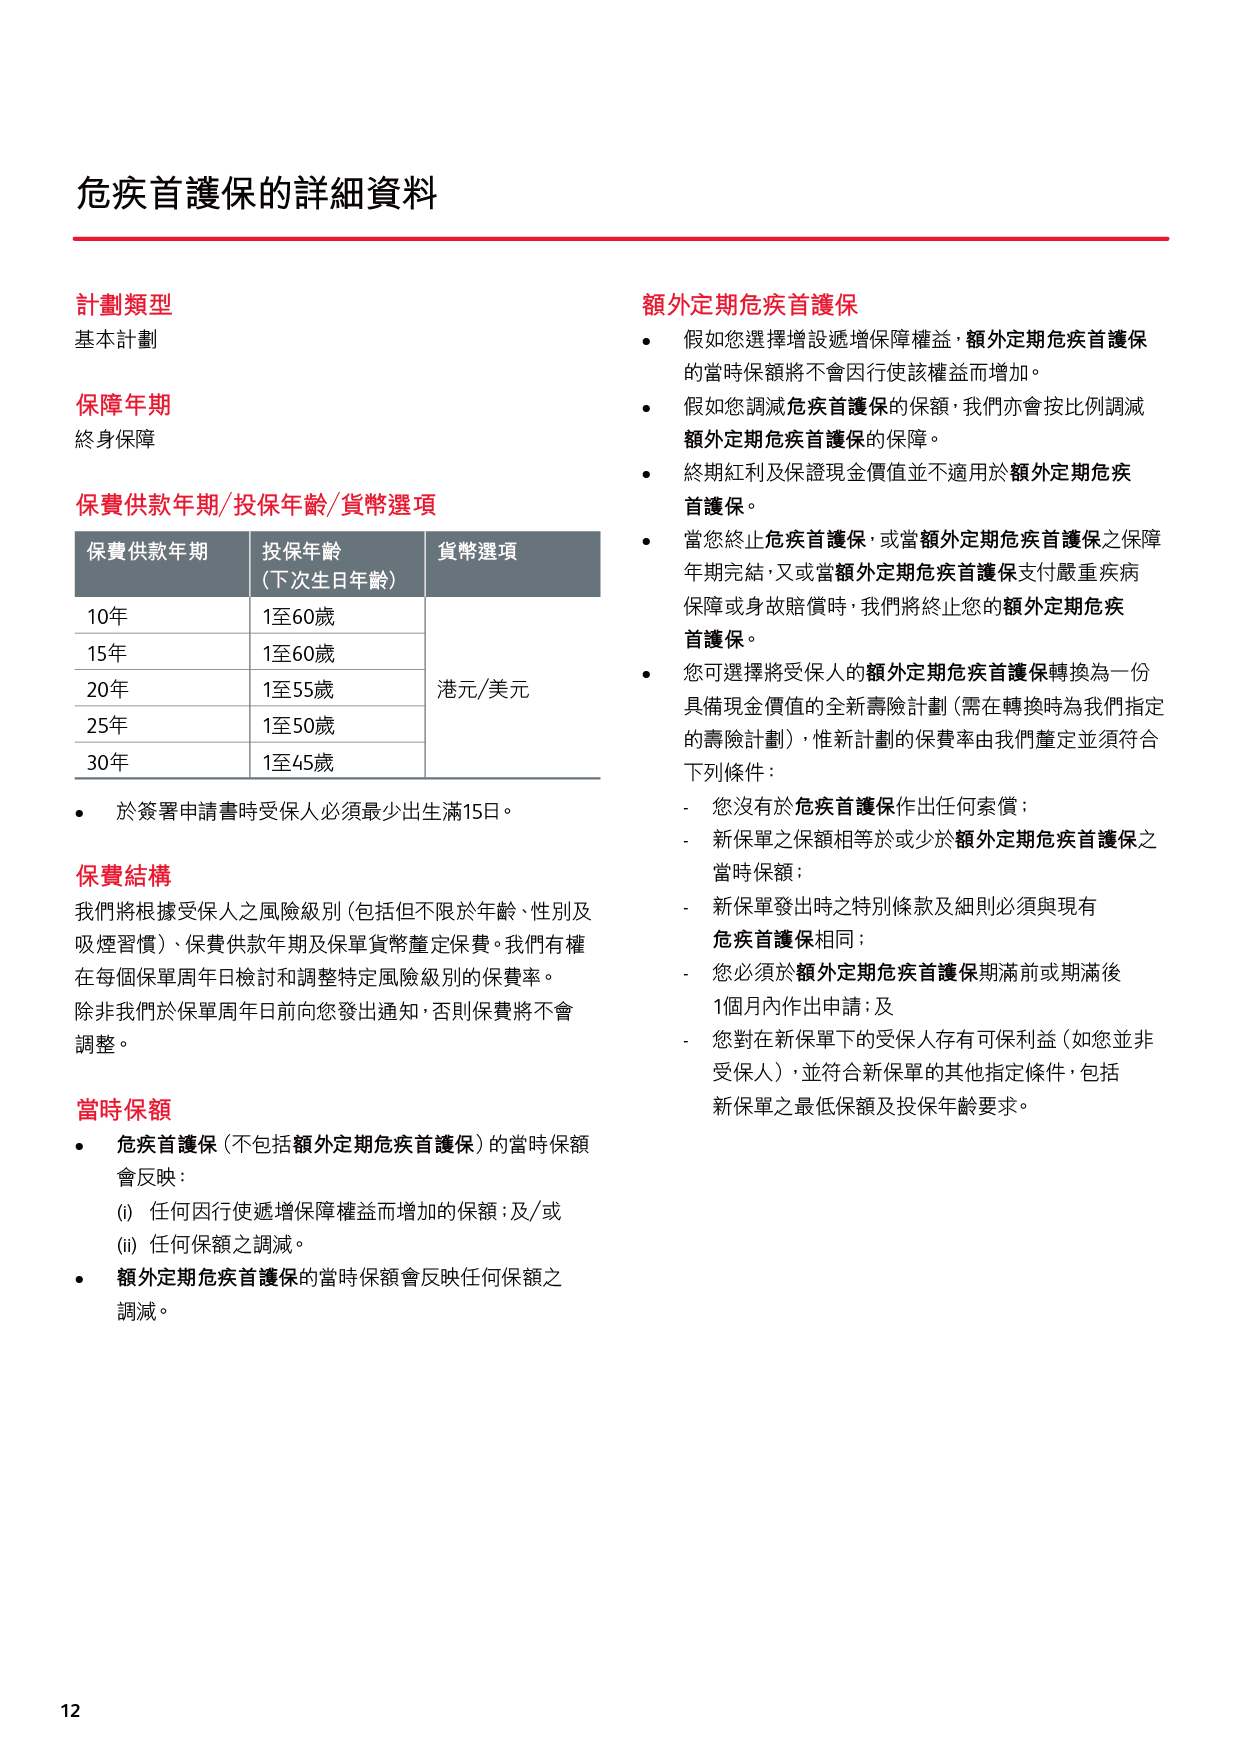 危疾首護保的詳細資料
計劃類型
基本計劃
保障年期
終身保障
保費供款年期/投保年齡/貨幣選項
保費供款年期 投保年齡 貨幣選項
（下次生日年齡）
10年 1至60歲
15年 1至60歲
20年 1至55歲 港元/美元
25年 1至50歲
30年 1至45歲
• 於簽署申請書時受保人必須最少出生滿15日。
保費結構
我們將根據受保人之風險級別（包括但不限於年齡、性別及
吸煙習慣）、保費供款年期及保單貨幣釐定保費。我們有權
在每個保單周年日檢討和調整特定風險級別的保費率。
除非我們於保單周年日前向您發出通知，否則保費將不會
調整。
當時保額
• 危疾首護保（不包括額外定期危疾首護保）的當時保額
會反映：
(i) 任何因行使遞增保障權益而增加的保額；及/或
(ii) 任何保額之調減。
• 額外定期危疾首護保的當時保額會反映任何保額之
調減。
額外定期危疾首護保
• 假如您選擇增設遞增保障權益，額外定期危疾首護保
的當時保額將不會因行使該權益而增加。
• 假如您調減危疾首護保的保額，我們亦會按比例調減
額外定期危疾首護保的保障。
• 終期紅利及保證現金價值並不適用於額外定期危疾
首護保。
• 當您終止危疾首護保，或當額外定期危疾首護保之保障
年期完結，又或當額外定期危疾首護保支付嚴重疾病
保障或身故賠償時，我們將終止您的額外定期危疾
首護保。
• 您可選擇將受保人的額外定期危疾首護保轉換為一份
具備現金價值的全新壽險計劃（需在轉換時為我們指定
的壽險計劃），惟新計劃的保費率由我們釐定並須符合
下列條件：
- 您沒有於危疾首護保作出任何索償；
- 新保單之保額相等於或少於額外定期危疾首護保之
當時保額；
- 新保單發出時之特別條款及細則必須與現有
危疾首護保相同；
- 您必須於額外定期危疾首護保期滿前或期滿後
1個月內作出申請；及
- 您對在新保單下的受保人存有可保利益（如您並非
受保人），並符合新保單的其他指定條件，包括
新保單之最低保額及投保年齡要求。
12